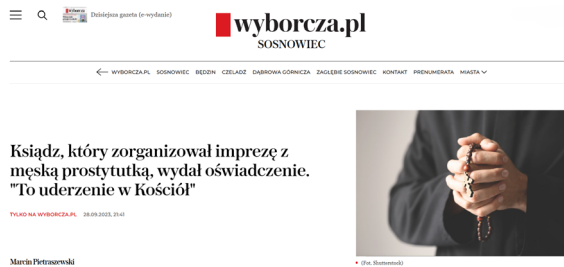 Dzisiejsza gazeta (e-wydanie)
wyborcza.pl
SOSNOWIEC
WYBORCZA.PL SOSNOWIEC BĘDZIN CZELADŹ DĄBROWA GÓRNICZA ZAGŁĘBIE SOSNOWIEC KONTAKT PRENUMERATA MIASTA
Ksiądz, który zorganizował imprezę z
męską prostytutką, wydał oświadczenie.
"To uderzenie w Kościół"
TYLKO NA WYBORCZA.PL 28.09.2023, 21:41
Marcin Pietraszewski
(Fot. Shutterstock)